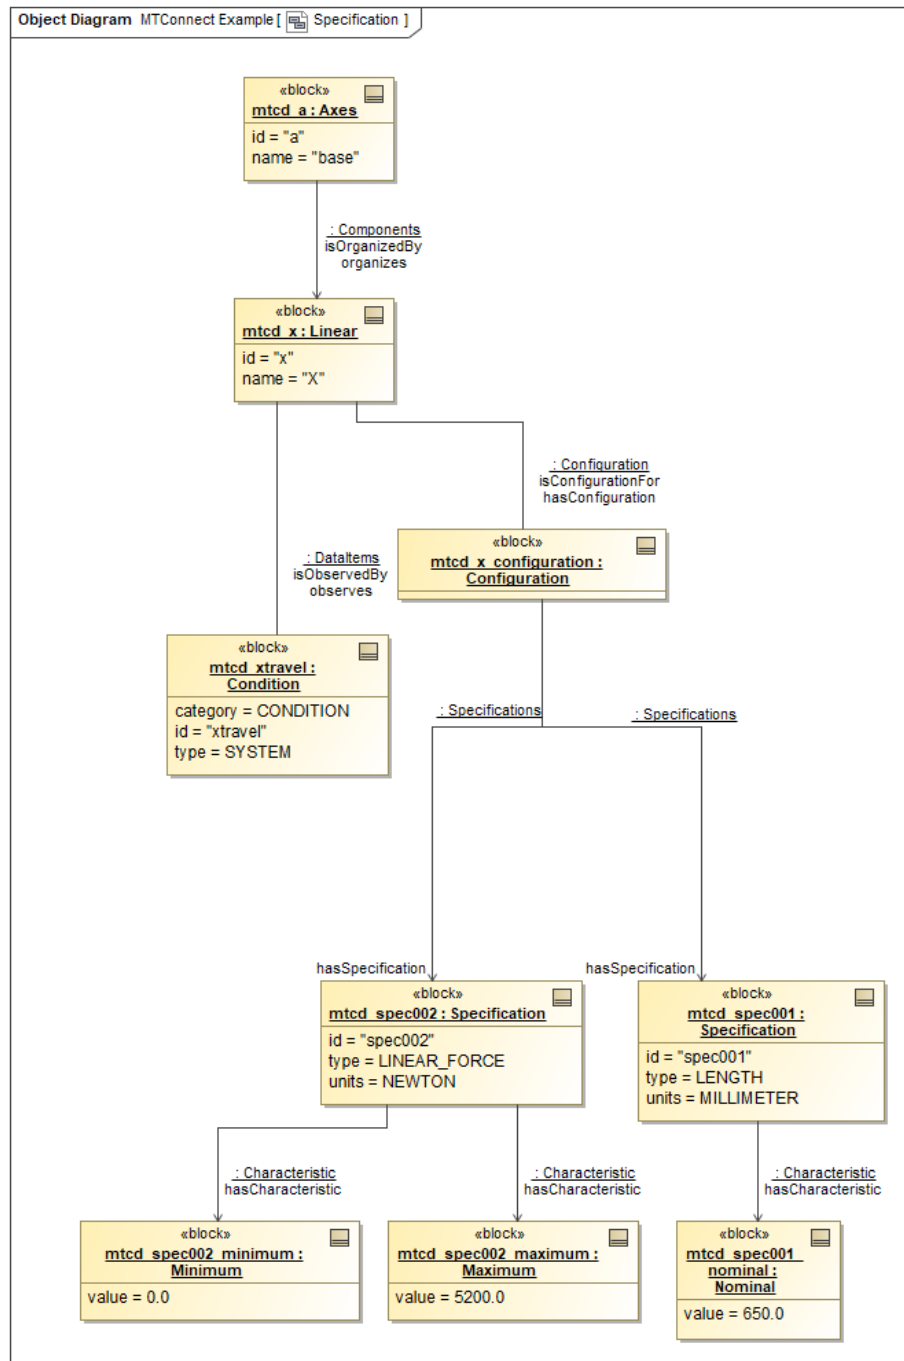 Object Diagram MTConnect Example [ Specification ]
«block»
mtcd_a : Axes
id = "a"
name = "base"
: Components
isOrganizedBy
organizes
«block»
mtcd_x : Linear
id = "x"
name = "X"
: Configuration
isConfigurationFor
hasConfiguration
: DataItems
isObservedBy
observes
«block»
mtcd_x_configuration :
Configuration
«block»
mtcd_xtravel :
Condition
category = CONDITION
id = "xtravel"
type = SYSTEM
: Specifications
: Specifications
hasSpecification
hasSpecification
«block»
mtcd_spec002 : Specification
id = "spec002"
type = LINEAR_FORCE
units = NEWTON
«block»
mtcd_spec001 :
Specification
id = "spec001"
type = LENGTH
units = MILLIMETER
: Characteristic
hasCharacteristic
: Characteristic
hasCharacteristic
: Characteristic
hasCharacteristic
«block»
mtcd_spec002_minimum :
Minimum
value = 0.0
«block»
mtcd_spec002_maximum :
Maximum
value = 5200.0
«block»
mtcd_spec001_
nominal :
Nominal
value = 650.0